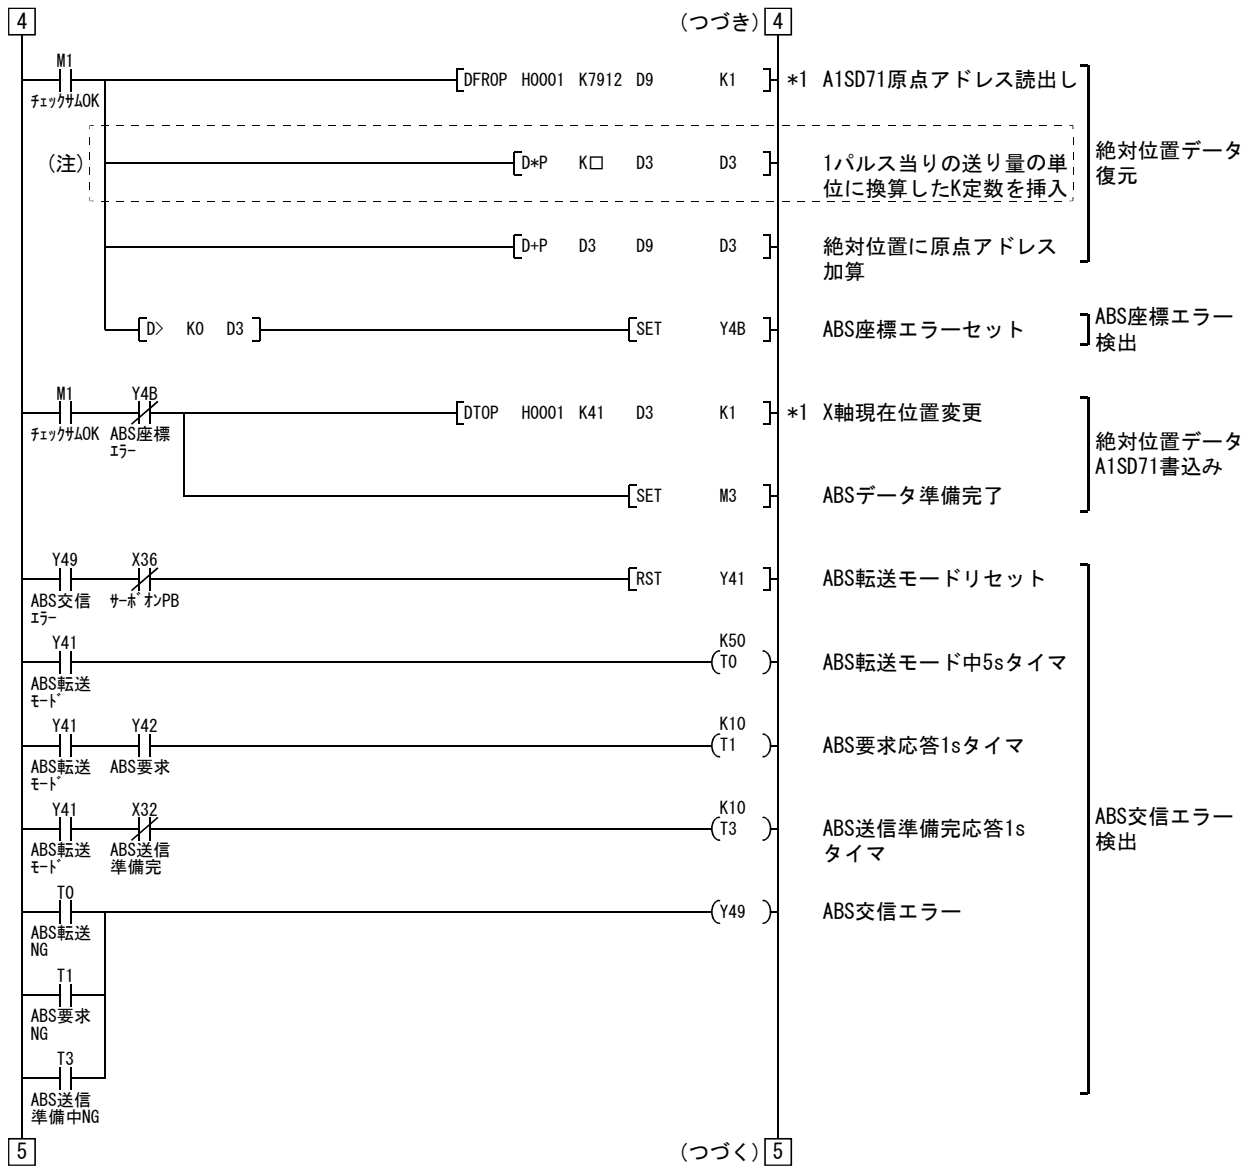 4 (つづき) 4
M1
チェックサムOK
DFROP H0001 K7912 D9 K1 *1 A1SD71原点アドレス読出し
(注)
D*P K□ D3 D3 1パルス当りの送り量の単
位に換算したK定数を挿入
絶対位置データ
復元
D+P D3 D9 D3 絶対位置に原点アドレス
加算
D> K0 D3 SET Y4B ABS座標エラーセット
ABS座標エラー
検出
M1 Y4B
チェックサムOK ABS座標
エラー
DTOP H0001 K41 D3 K1 *1 X軸現在位置変更
絶対位置データ
A1SD71書込み
SET M3 ABSデータ準備完了
Y49 X36
ABS交信
エラー
サーボオンPB
RST Y41 ABS転送モードリセット
Y41
ABS転送
モード
K50
T0 ABS転送モード中5sタイマ
Y41 Y42
ABS転送
モード
ABS要求
K10
T1 ABS要求応答1sタイマ
Y41 X32
ABS転送
モード
ABS送信
準備完
K10
T3 ABS送信準備完応答1s
タイマ
ABS交信エラー
検出
T0
ABS転送
NG
Y49 ABS交信エラー
T1
ABS要求
NG
T3
ABS送信
準備中NG
5 (つづく) 5